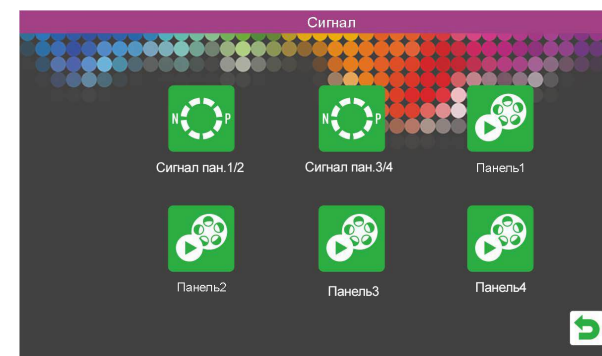 Сигнал
N P
N P
Сигнал пан.1/2
Сигнал пан.3/4
Панель1
Панель2
Панель3
Панель4